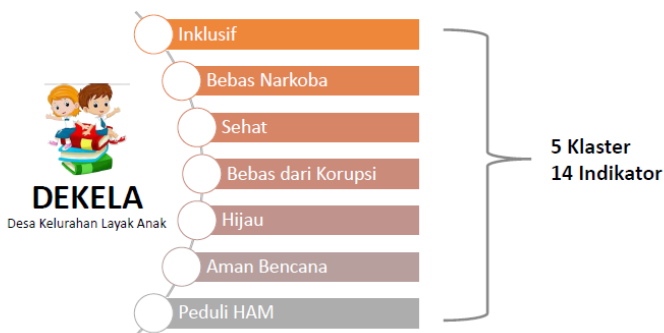 Inklusif
Bebas Narkoba
Sehat
Bebas dari Korupsi
Hijau
Aman Bencana
Peduli HAM
DEKELA
Desa Kelurahan Layak Anak
5 Klaster
14 Indikator